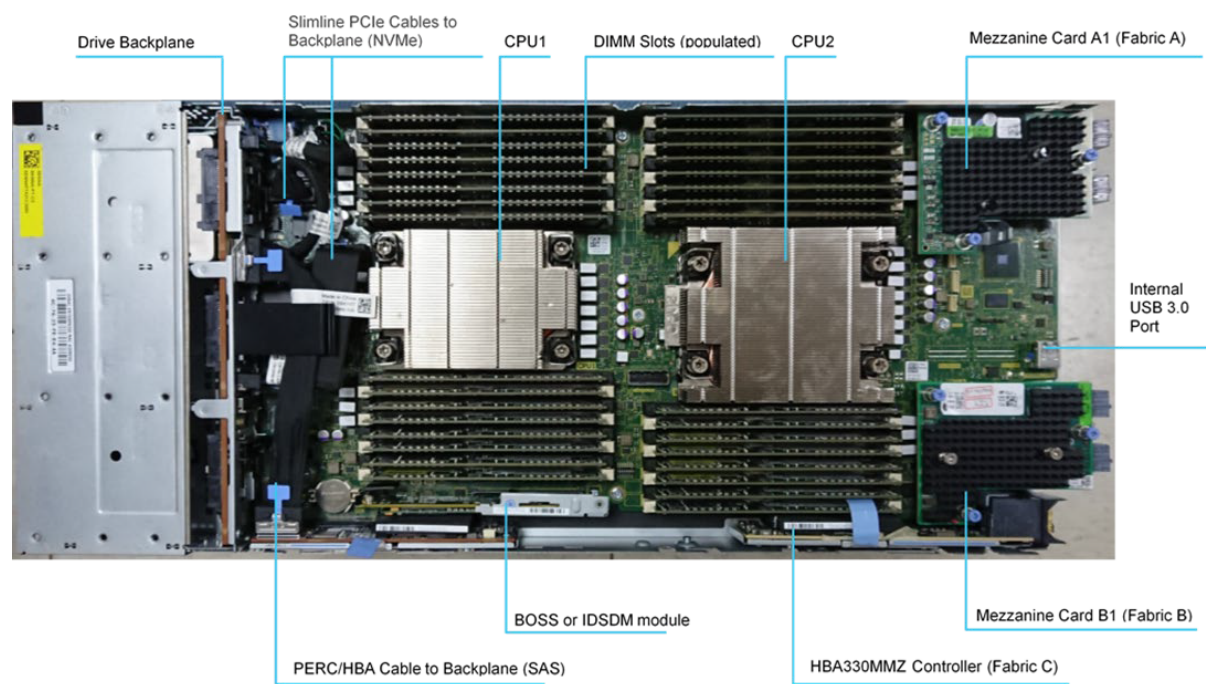 Slimline PCIe Cables to
Backplane (NVMe)
Drive Backplane
CPU1
DIMM Slots (populated)
CPU2
Mezzanine Card A1 (Fabric A)
Internal
USB 3.0
Port
BOSS or IDSDM module
Mezzanine Card B1 (Fabric B)
PERC/HBA Cable to Backplane (SAS)
HBA330MMZ Controller (Fabric C)